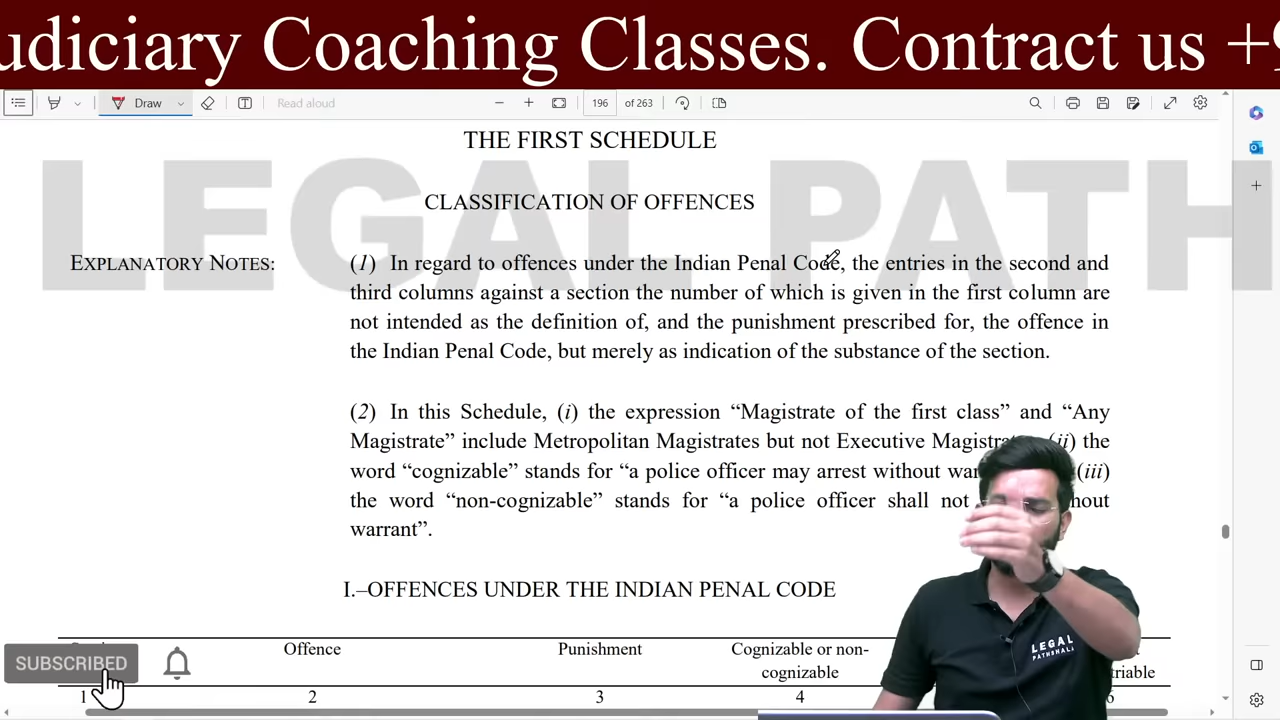 udiciary Coaching Classes. Contract us +
Draw
Read aloud
196 of 263
THE FIRST SCHEDULE
LEGAL PATH
CLASSIFICATION OF OFFENCES
EXPLANATORY NOTES: (1) In regard to offences under the Indian Penal Code, the entries in the second and
third columns against a section the number of which is given in the first column are
not intended as the definition of, and the punishment prescribed for, the offence in
the Indian Penal Code, but merely as indication of the substance of the section.
(2) In this Schedule, (i) the expression “Magistrate of the first class” and “Any
Magistrate” include Metropolitan Magistrates but not Executive (ii) the
word “cognizable” stands for “a police officer may arrest without (iii)
the word “non-cognizable” stands for “a police officer shall not
warrant”.
I.–OFFENCES UNDER THE INDIAN PENAL CODE
Offence Punishment Cognizable or non-
cognizable
1 2 3 4 6
SUBSCRIBED
LEGAL
PATHSHALA